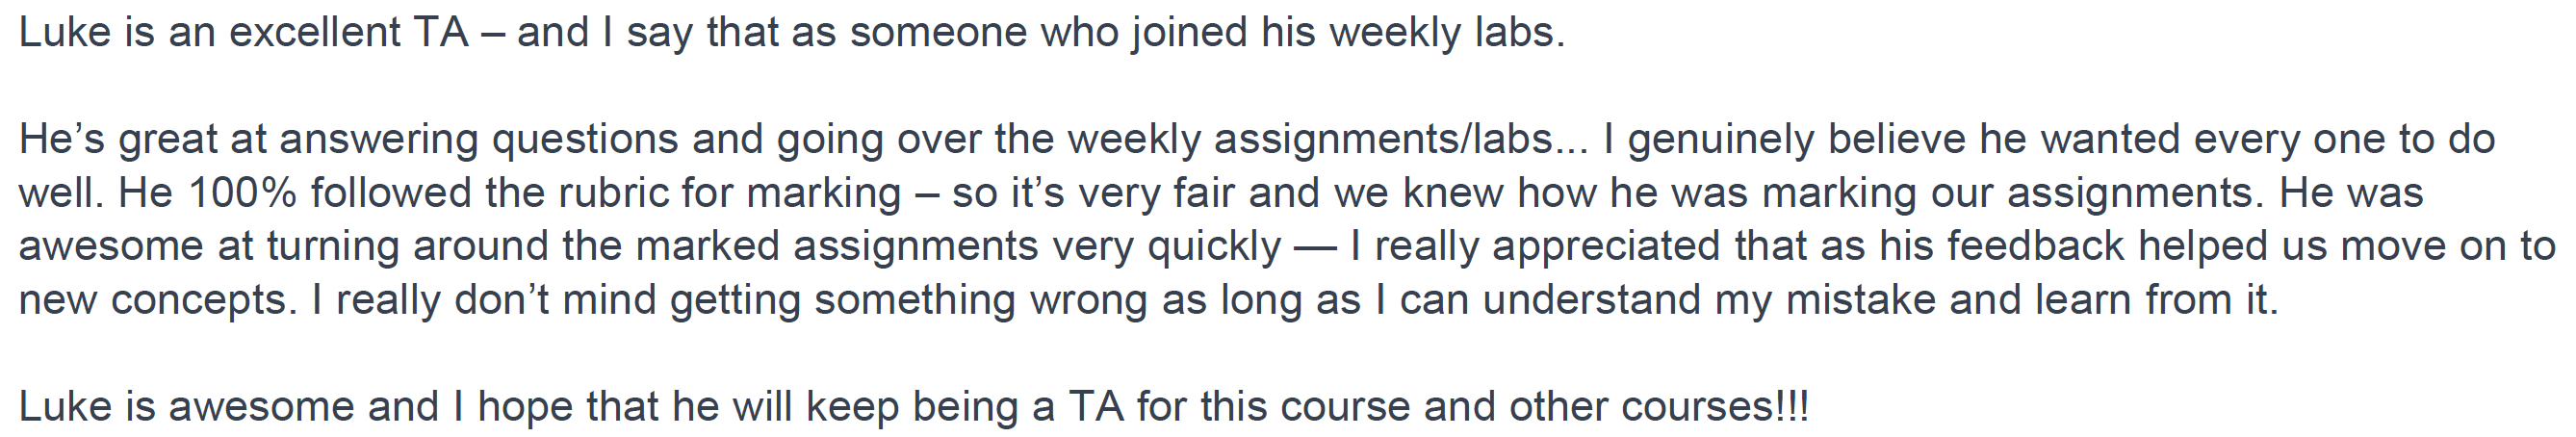 Luke is an excellent TA – and I say that as someone who joined his weekly labs.
He’s great at answering questions and going over the weekly assignments/labs... I genuinely believe he wanted every one to do
well. He 100% followed the rubric for marking – so it’s very fair and we knew how he was marking our assignments. He was
awesome at turning around the marked assignments very quickly — I really appreciated that as his feedback helped us move on to
new concepts. I really don’t mind getting something wrong as long as I can understand my mistake and learn from it.
Luke is awesome and I hope that he will keep being a TA for this course and other courses!!!